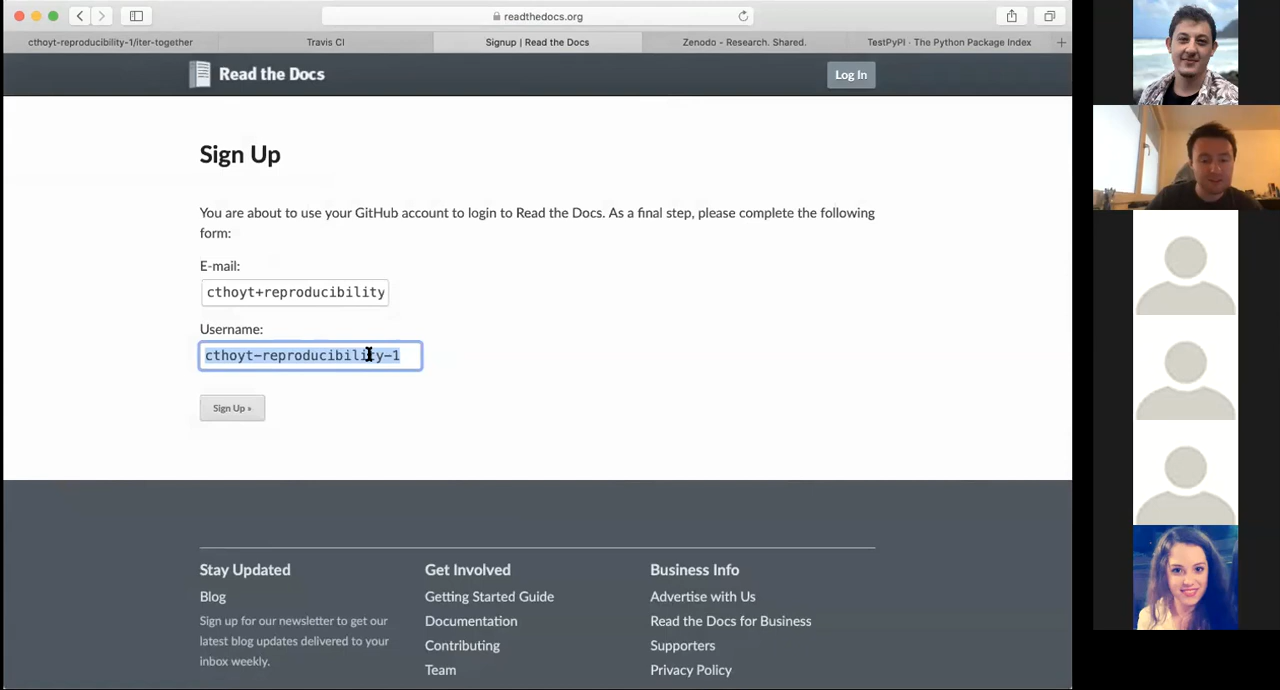 readthedocs.org
cthoyt-reproducibility-1/iter-together
Travis CI
Signup | Read the Docs
Zenodo - Research. Shared.
TestPyPI · The Python Package Index
Read the Docs
Log In
Sign Up
You are about to use your GitHub account to login to Read the Docs. As a final step, please complete the following
form:
E-mail:
cthoyt+reproducibility
Username:
cthoyt-reproducibility-1
Sign Up »
Stay Updated
Blog
Sign up for our newsletter to get our
latest blog updates delivered to your
inbox weekly.
Get Involved
Getting Started Guide
Documentation
Contributing
Team
Business Info
Advertise with Us
Read the Docs for Business
Supporters
Privacy Policy